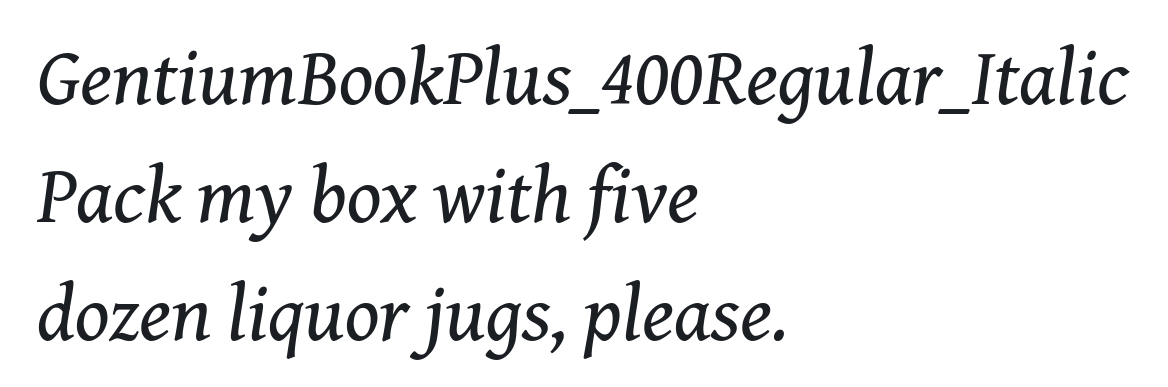 GentiumBookPlus_400Regular_Italic
Pack my box with five
dozen liquor jugs, please.